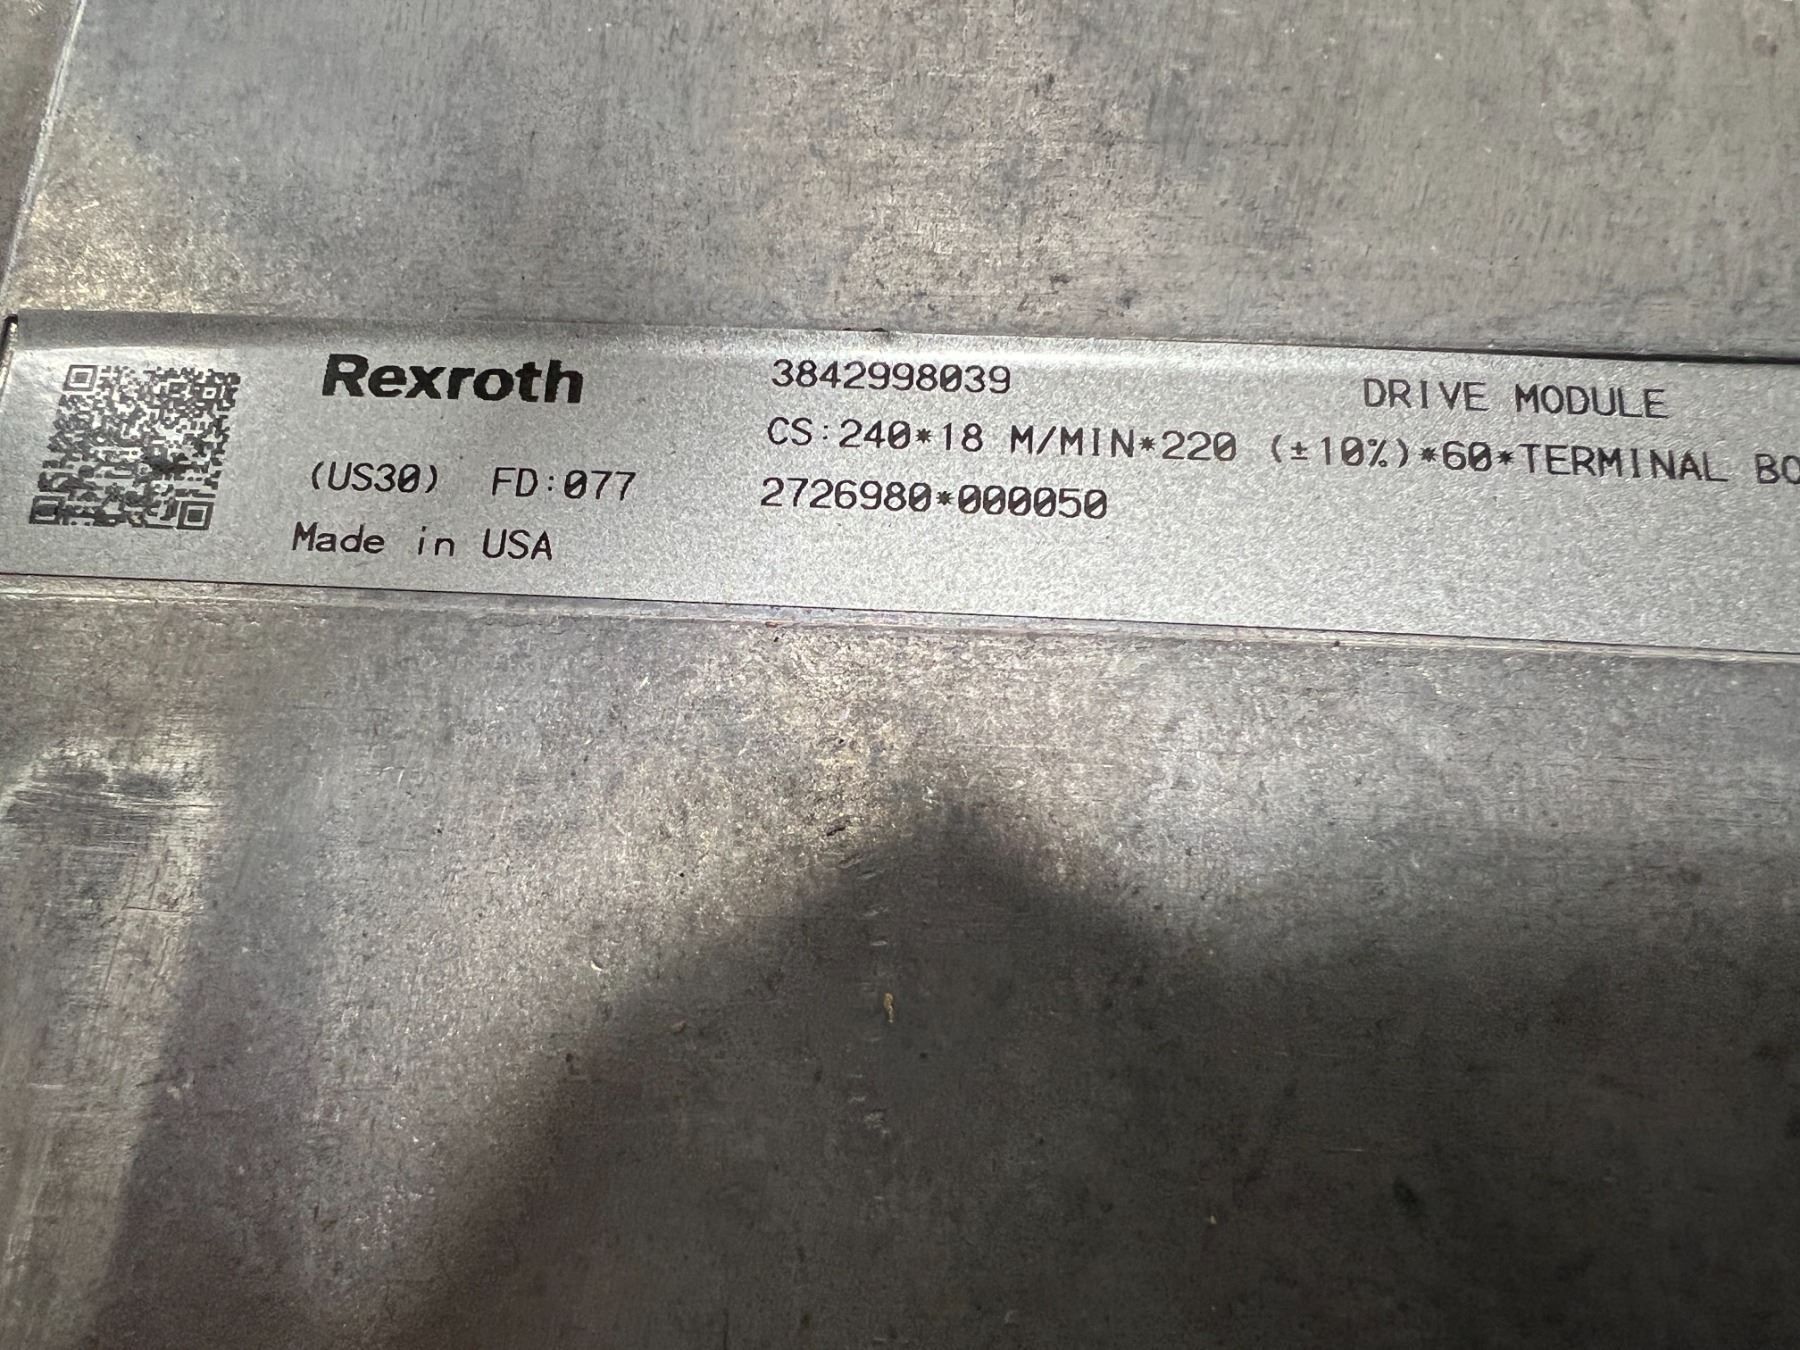 Rexroth 3842998039 DRIVE MODULE
CS:240*18 M/MIN*220 (±10%)*60*TERMINAL BO
(US30) FD:077 2726980*000050
Made in USA